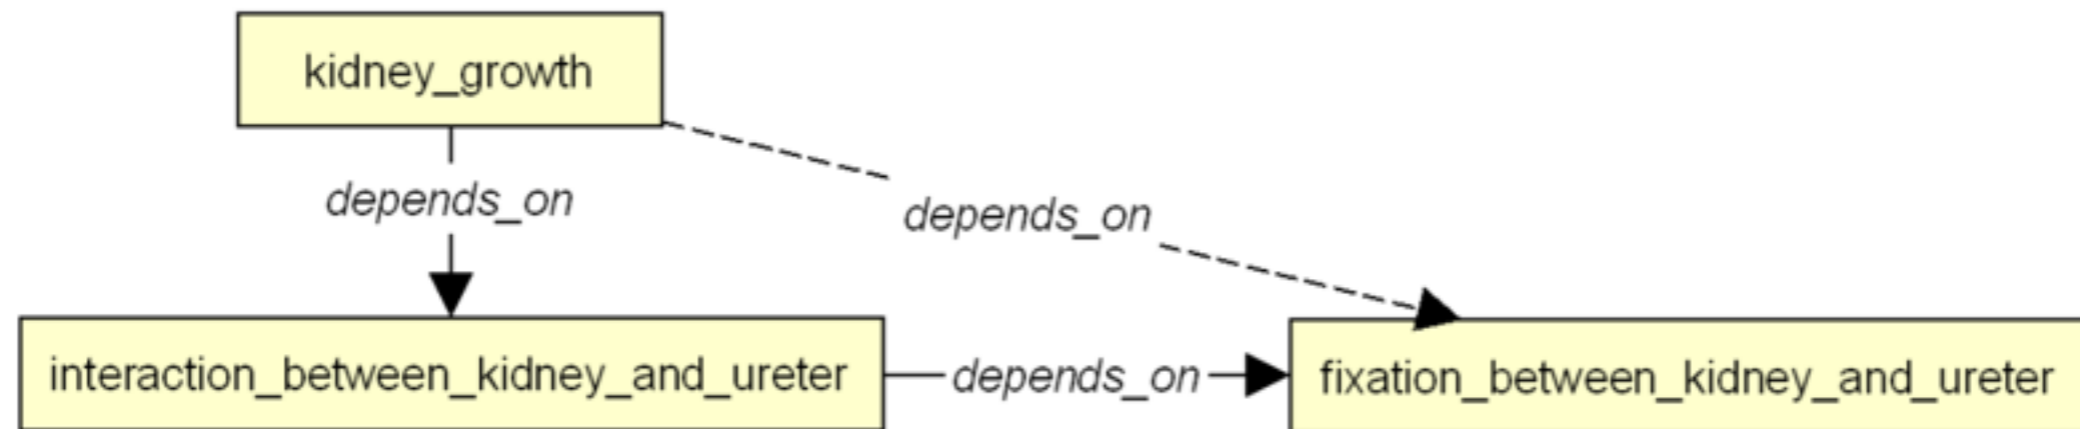 kidney_growth
depends_on
depends_on
interaction_between_kidney_and_ureter
depends_on
fixation_between_kidney_and_ureter